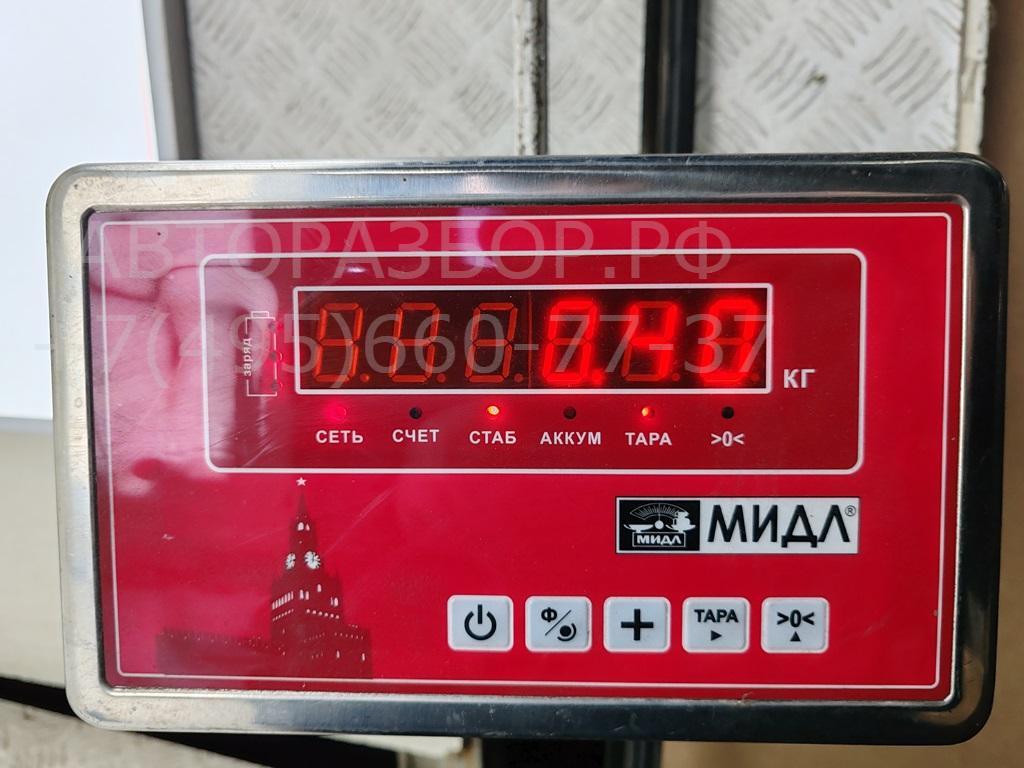 АВТОРАЗБОР.РФ
+7(495)660-77-37
заряд
0.40
КГ
СЕТЬ СЧЕТ СТАБ АККУМ ТАРА >0<
МИДЛ МИДЛ®
Ф ТАРА >0<